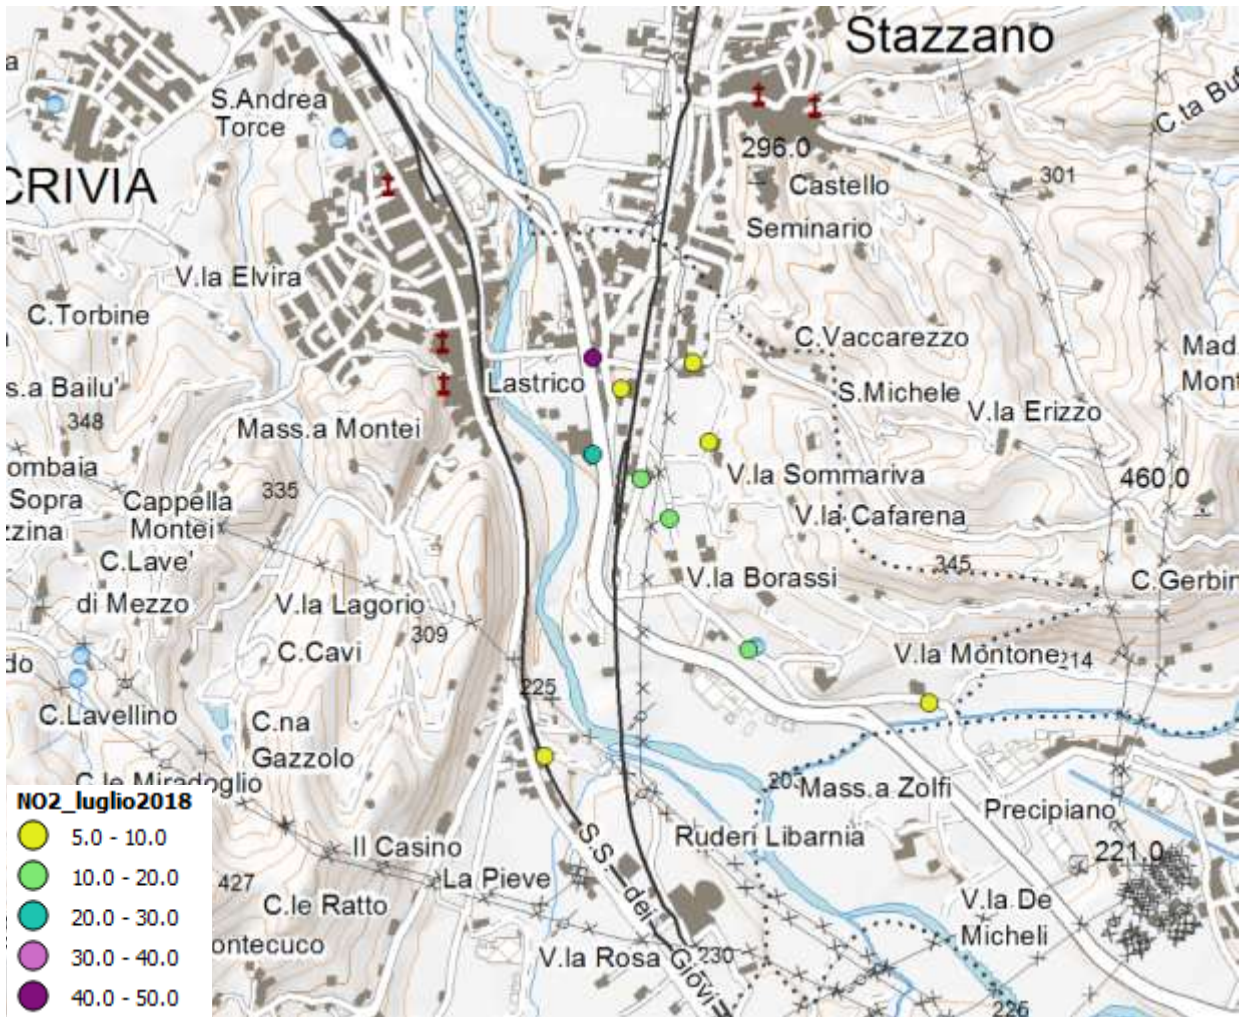 Stazzano
a
S.Andrea
Torce
C.ta Buf
296.0
301
CRIVIA
Castello
Seminario
V.la Elvira
C.Torbine
C.Vaccarezzo
Mad.
Mont
s.a Bailu'
Lastrico
S.Michele
V.la Erizzo
348
Mass.a Montei
ombaia
Sopra
zzina
335
V.la Sommariva
460.0
Cappella
Montei
V.la Cafarena
C.Lave'
di Mezzo
345
V.la Borassi
C.Gerbin
V.la Lagorio
309
C.Cavi
do
V.la Montone
214
225
C.Lavellino
C.na
Gazzolo
C.le Miradoglio
Mass.a Zolfi
Precipiano
Ruderi Libarnia
221.0
Il Casino
La Pieve
427
C.le Ratto
V.la De
Micheli
ontecuco
V.la Rosa
230
S.S. dei Giovi
226
NO2_luglio2018
5.0 - 10.0
10.0 - 20.0
20.0 - 30.0
30.0 - 40.0
40.0 - 50.0